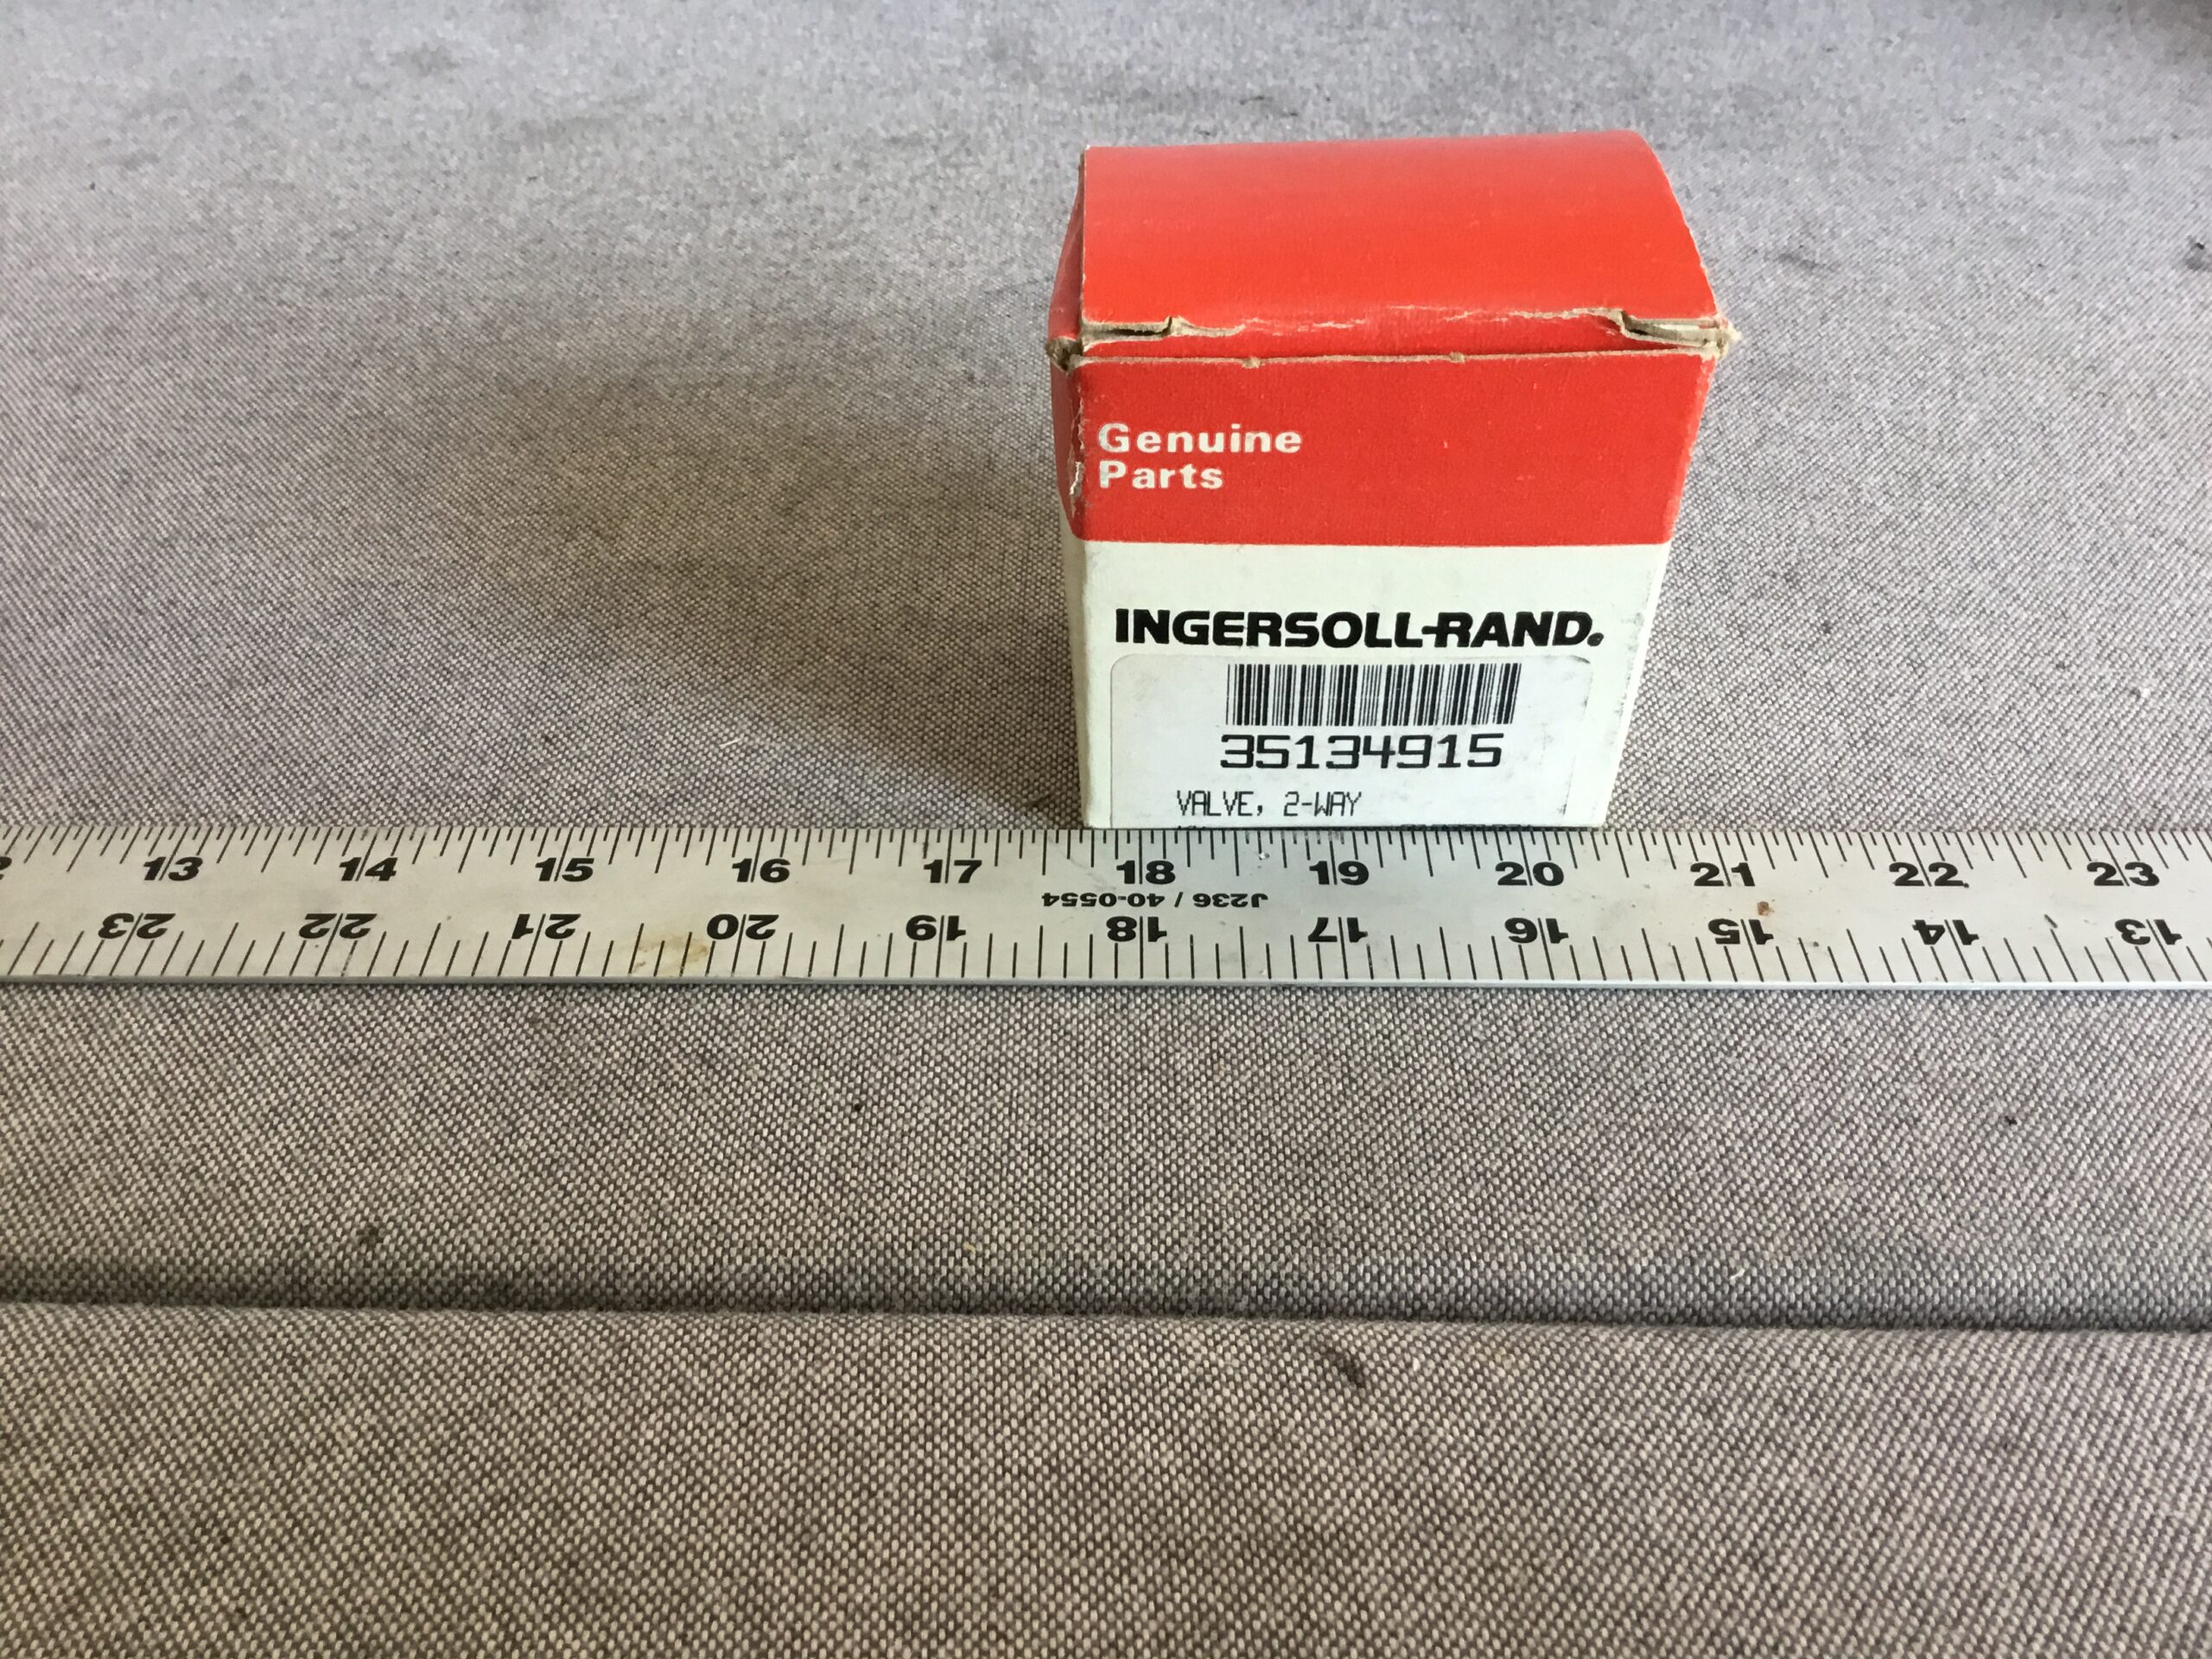 Genuine
Parts
INGERSOLL-RAND.
35134915
VALVE, 2-WAY
13 14 15 16 17 18 19 20 21 22 23
J236 / 40-0554
23 22 21 20 19 18 17 16 15 14 13